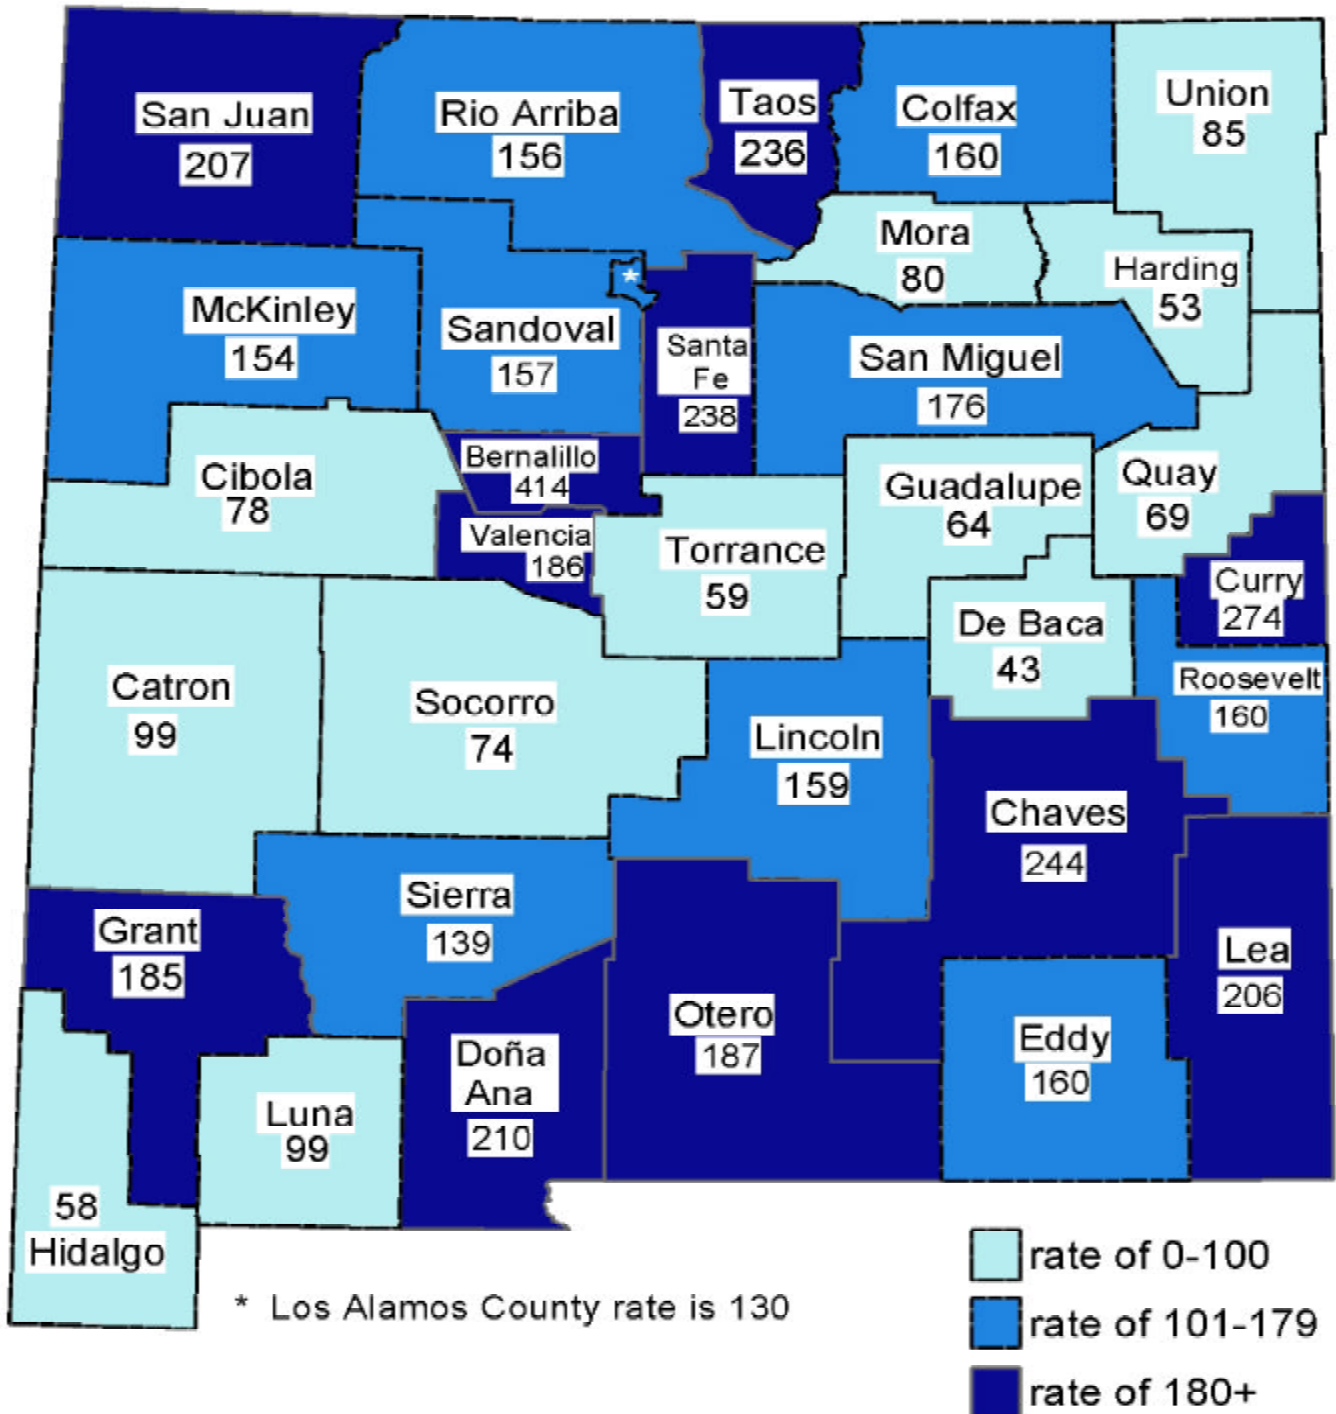 San Juan
207
Rio Arriba
156
Taos
236
Colfax
160
Union
85
Mora
80
Harding
53
McKinley
154
Sandoval
157
*
Santa
Fe
238
San Miguel
176
Cibola
78
Bernalillo
414
Valencia
186
Torrance
59
Guadalupe
64
Quay
69
Curry
274
De Baca
43
Roosevelt
160
Catron
99
Socorro
74
Lincoln
159
Chaves
244
Sierra
139
Grant
185
Lea
206
Otero
187
Eddy
160
Doña
Ana
210
Luna
99
58
Hidalgo
* Los Alamos County rate is 130
rate of 0-100
rate of 101-179
rate of 180+